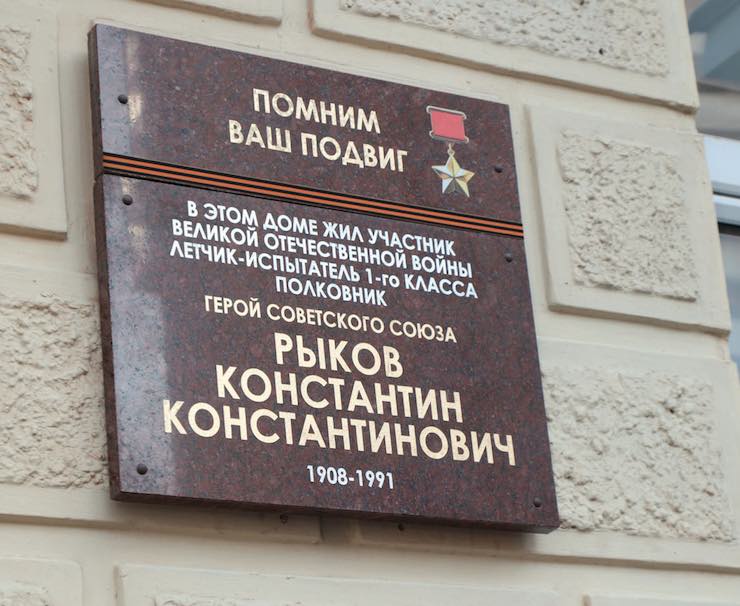 ПОМНИМ
ВАШ ПОДВИГ
В ЭТОМ ДОМЕ ЖИЛ УЧАСТНИК
ВЕЛИКОЙ ОТЕЧЕСТВЕННОЙ ВОЙНЫ
ЛЕТЧИК-ИСПЫТАТЕЛЬ 1-го КЛАССА
ПОЛКОВНИК
ГЕРОЙ СОВЕТСКОГО СОЮЗА
РЫКОВ
КОНСТАНТИН
КОНСТАНТИНОВИЧ
1908-1991